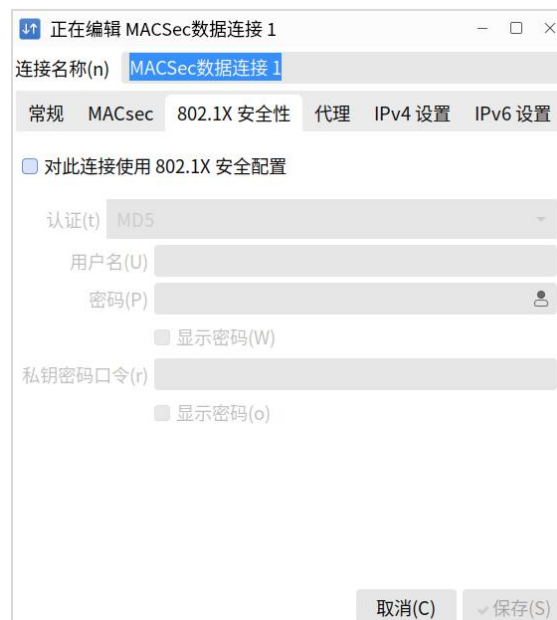 正在编辑 MACSec数据连接 1
连接名称(n) MACSec数据连接 1
常规 MACsec 802.1X 安全性 代理 IPv4 设置 IPv6 设置
对此连接使用 802.1X 安全配置
认证(t) MD5
用户名(U)
密码(P)
显示密码(W)
私钥密码口令(r)
显示密码(o)
取消(C) 保存(S)